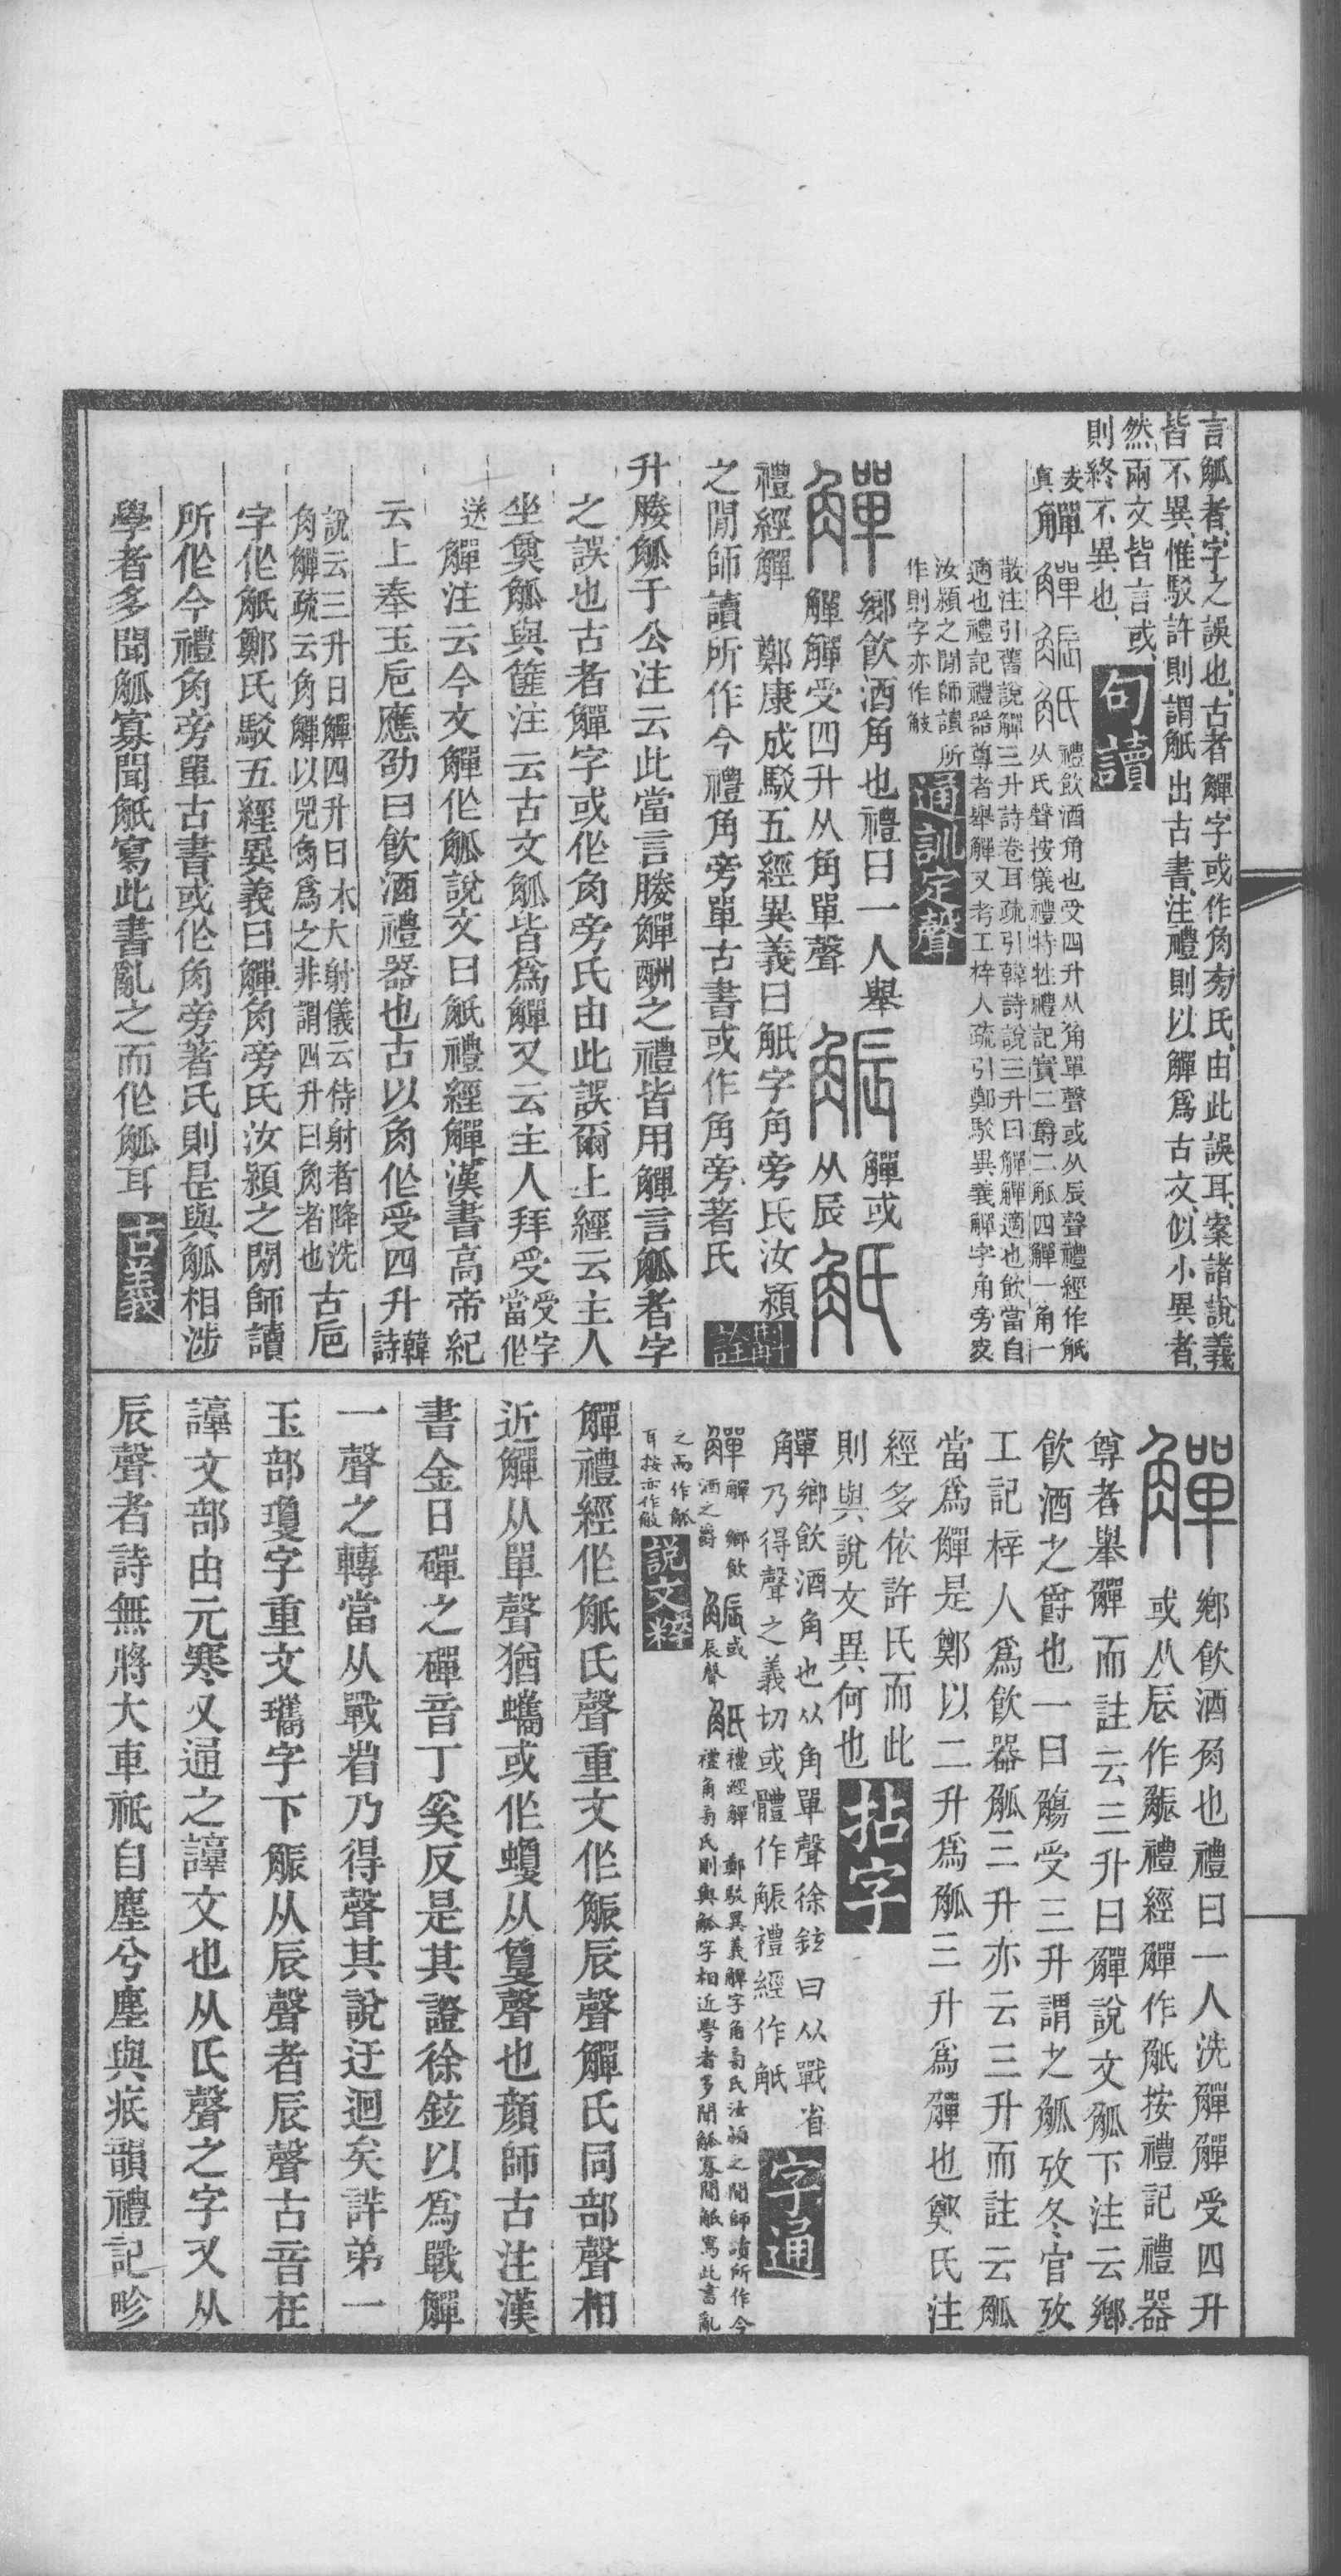 言觚者字之誤也古者觶字或作角旁氏由此誤耳案諸說義
皆不異惟駁許則謂觗出古書注禮則以觶爲古文似小異者
然兩文皆言或
則終不異也句讀
支眞觶觶𧣨觗禮飲酒角也受四升从角單聲或从辰聲禮經作觗
从氏聲按儀禮特牲禮記實二爵二觚四觶一角一
散注引舊說觶三升詩卷耳疏引韓詩說三升曰觶觶適也飲當自
適也禮記禮器尊者舉觶又考工梓人疏引鄭駁異義觶字角旁支
汝潁之閒師讀所
作則字亦作䚳通訓定聲
觶鄉飲酒角也禮曰一人舉
觶觶受四升从角單聲𧣨觶或从辰觗
禮經觶鄭康成駁五經異義曰觗字角旁氏汝潁
之閒師讀所作今禮角旁單古書或作角旁著氏斠詮
升媵觚于公注云此當言媵觶酬之禮皆用觶言觚者字
之誤也古者觶字或作角旁氏由此誤爾上經云主人
坐奠觚與篚注云古文觚皆爲觶又云主人拜受受字當作
送觶注云今文觶作觚說文曰觗禮經觶漢書高帝紀
云上奉玉卮應劭曰飲酒禮器也古以角作受四升韓詩
說云三升曰觶四升曰
角觶疏云角觶以兕角爲之非謂四升曰角者也
木大射儀云侍射者降洗古卮
字作觗鄭氏駁五經異義曰觶角旁氏汝潁之閒師讀
所作今禮角旁單古書或作角旁著氏則是與觚相涉
學者多聞觚寡聞觗寫此書亂之而作觚耳古義
觶鄉飲酒角也禮曰一人洗觶觶受四升
或从辰作𧣨禮經觶作觗按禮記禮器
尊者舉觶而註云三升曰觶說文觚下注云鄉
飲酒之爵也一曰觴受三升謂之觚攷冬官攷
工記梓人爲飲器觚三升亦云三升而註云觚
當爲觶是鄭以二升爲觚三升爲觶也鄭氏注
經多依許氏而此
則與說文異何也拈字
觶鄉飲酒角也从角單聲徐鉉曰从戰省
乃得聲之義切或體作𧣨禮經作觗字通
觶觶鄉飲酒之爵𧣨或辰聲觗禮經觶鄭駁異義觶字角旁氏汝潁之閒師讀所作今
禮角旁氏則與觚字相近學者多聞觚寡聞觗寫此書亂
之而作觚
耳按亦作䚳說文粹
觶禮經作觗氏聲重文作𧣨辰聲觶氏同部聲相
近觶从單聲猶蠵或作蠳从敻聲也顏師古注漢
書金日磾之磾音丁奚反是其證徐鉉以爲戰觶
一聲之轉當从戰省乃得聲其說迂迴矣詳弟一
玉部瓊字重文瓗字下𧣨从辰聲者辰聲古音在
諄文部由元寒又通之諄文也从氏聲之字又从
辰聲者詩無將大車祇自塵兮塵與疧韻禮記畛